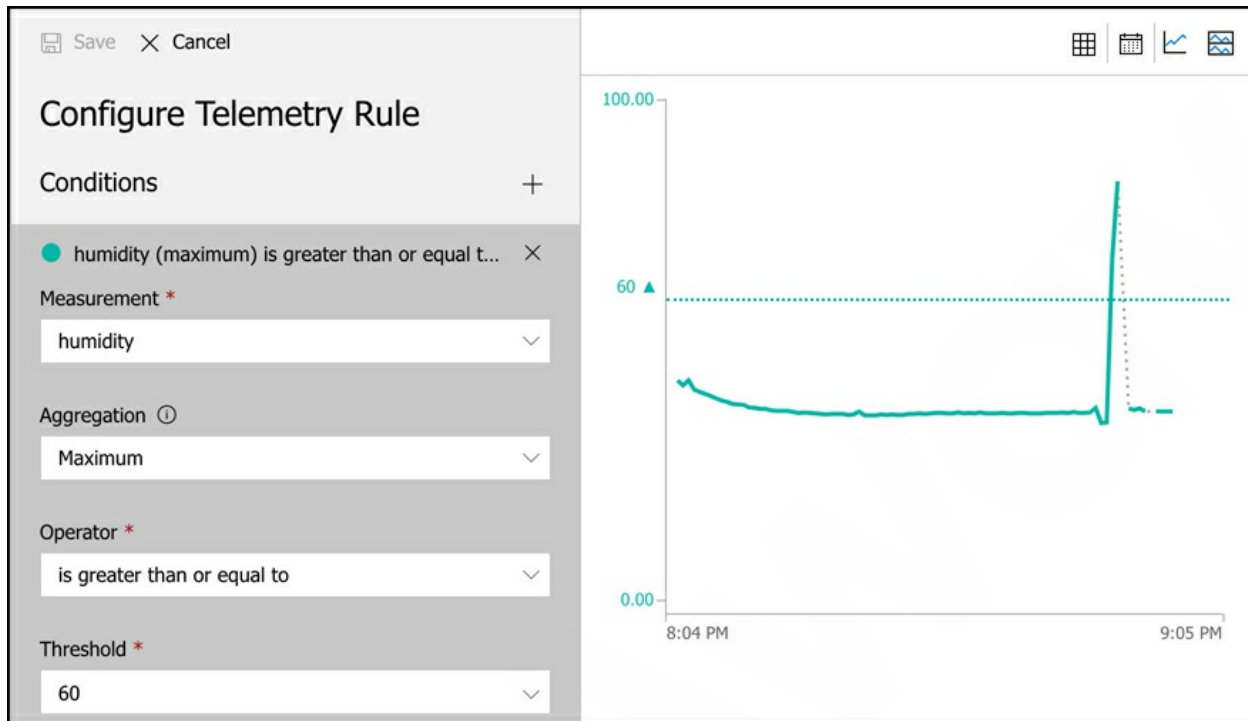 Save Cancel
Configure Telemetry Rule
Conditions
humidity (maximum) is greater than or equal t...
Measurement *
humidity
Aggregation
Maximum
Operator *
is greater than or equal to
Threshold *
60
100.00
60
0.00
8:04 PM 9:05 PM